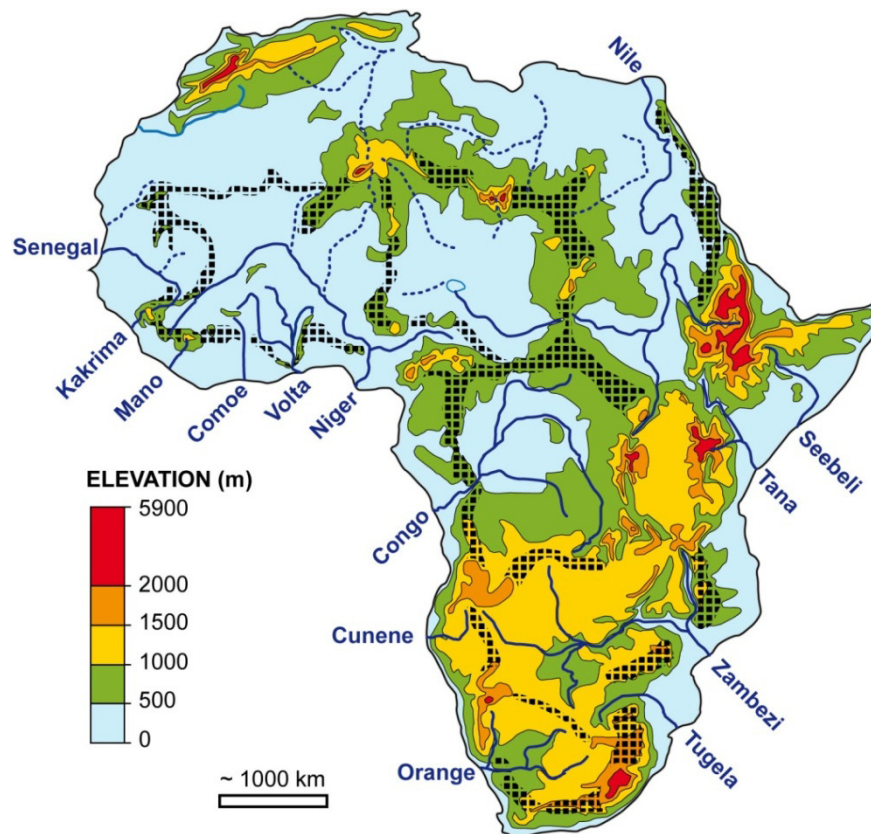 Nile
Senegal
Kakrima
Mano
Comoe
Volta
Niger
Seebeli
Tana
Congo
ELEVATION (m)
5900
2000
1500
1000
500
0
Cunene
Zambezi
Tugela
Orange
~ 1000 km